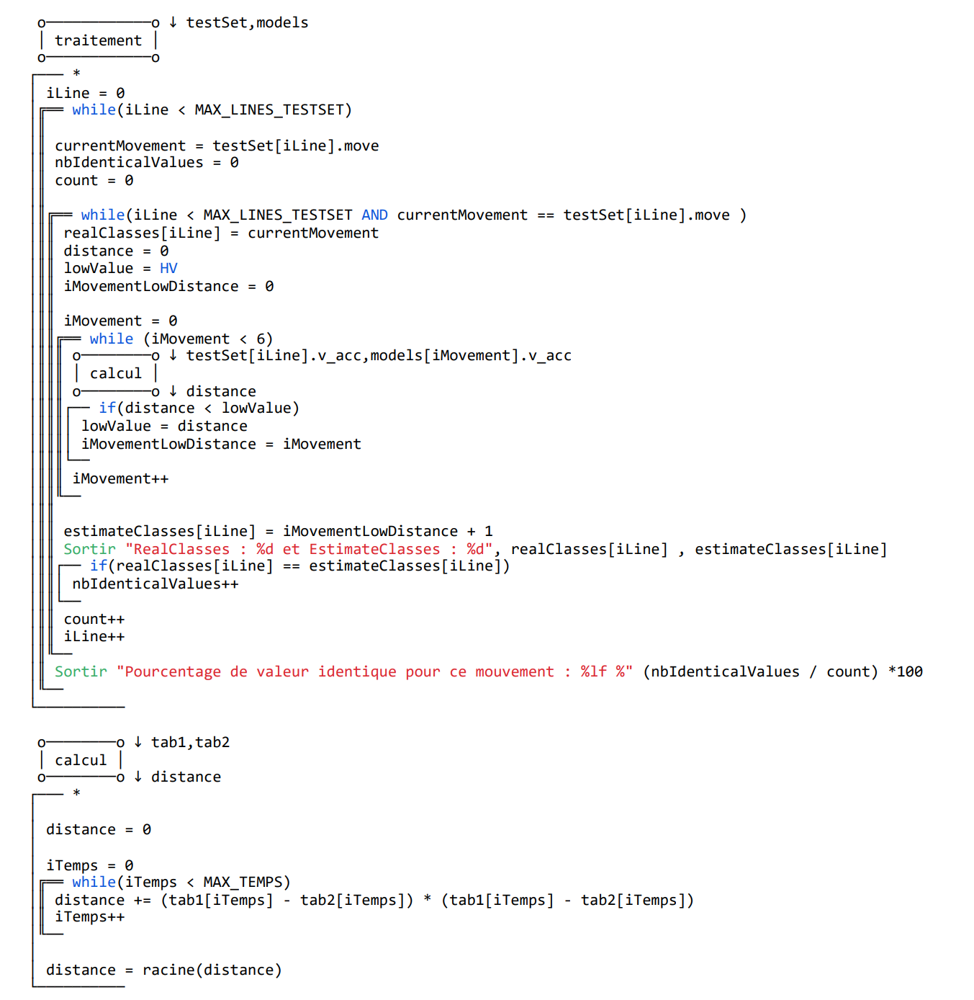 o────────────o ↓ testSet,models
│ traitement │
o────────────o
┌─── *
│ iLine = 0
│╔══ while(iLine < MAX_LINES_TESTSET)
│║ currentMovement = testSet[iLine].move
│║ nbIdenticalValues = 0
│║ count = 0
│║╔══ while(iLine < MAX_LINES_TESTSET AND currentMovement == testSet[iLine].move )
│║║ realClasses[iLine] = currentMovement
│║║ distance = 0
│║║ lowValue = HV
│║║ iMovementLowDistance = 0
│║║ iMovement = 0
│║║╔══ while (iMovement < 6)
│║║║ o────────o ↓ testSet[iLine].v_acc,models[iMovement].v_acc
│║║║ │ calcul │
│║║║ o────────o ↓ distance
│║║║┌── if(distance < lowValue)
│║║║│ lowValue = distance
│║║║│ iMovementLowDistance = iMovement
│║║║└──
│║║║ iMovement++
│║║╙──
│║║ estimateClasses[iLine] = iMovementLowDistance + 1
│║║ Sortir "RealClasses : %d et EstimateClasses : %d", realClasses[iLine] , estimateClasses[iLine]
│║║┌── if(realClasses[iLine] == estimateClasses[iLine])
│║║│ nbIdenticalValues++
│║║└──
│║║ count++
│║║ iLine++
│║╙──
│║ Sortir "Pourcentage de valeur identique pour ce mouvement : %lf %" (nbIdenticalValues / count) *100
│╙──
└──────────
o────────o ↓ tab1,tab2
│ calcul │
o────────o ↓ distance
┌─── *
│ distance = 0
│ iTemps = 0
│╔══ while(iTemps < MAX_TEMPS)
│║ distance += (tab1[iTemps] - tab2[iTemps]) * (tab1[iTemps] - tab2[iTemps])
│║ iTemps++
│╙──
│ distance = racine(distance)
└──────────